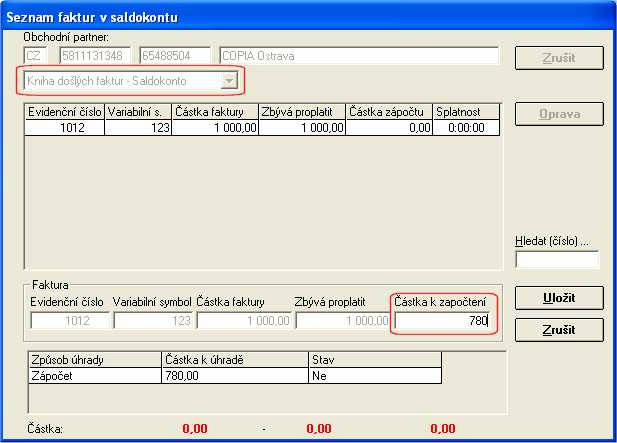 Seznam faktur v saldokontu
Obchodní partner:
CZ 5811131348 65488504 COPIA Ostrava
Zrušit
Kniha došlých faktur - Saldokonto
Oprava
Evidenční číslo Variabilní s. Částka faktury Zbývá proplatit Částka zápočtu Splatnost
1012 123 1 000,00 1 000,00 0,00 0:00:00
Hledat (číslo) ...
Faktura
Evidenční číslo Variabilní symbol Částka faktury Zbývá proplatit Částka k započtení
1012 123 1 000,00 1 000,00 780
Uložit
Zrušit
Způsob úhrady Částka k úhradě Stav
Zápočet 780,00 Ne
Částka: 0,00 - 0,00 0,00